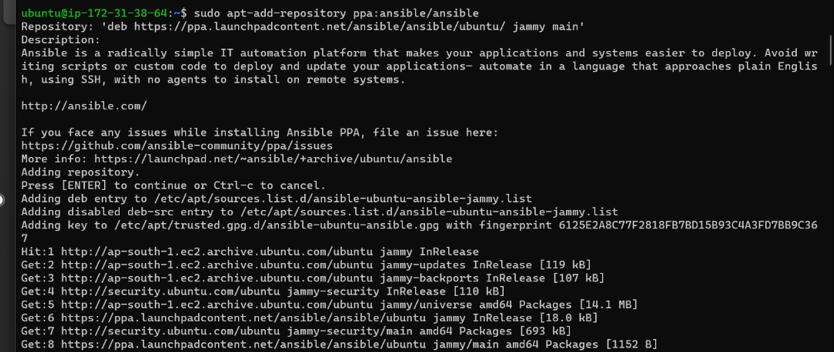 ubuntu@ip-172-31-38-64:~$ sudo apt-add-repository ppa:ansible/ansible
Repository: 'deb https://ppa.launchpadcontent.net/ansible/ansible/ubuntu/ jammy main'
Description:
Ansible is a radically simple IT automation platform that makes your applications and systems easier to deploy. Avoid wr
iting scripts or custom code to deploy and update your applications— automate in a language that approaches plain Englis
h, using SSH, with no agents to install on remote systems.
http://ansible.com/
If you face any issues while installing Ansible PPA, file an issue here:
https://github.com/ansible-community/ppa/issues
More info: https://launchpad.net/~ansible/+archive/ubuntu/ansible
Adding repository.
Press [ENTER] to continue or Ctrl-c to cancel.
Adding deb entry to /etc/apt/sources.list.d/ansible-ubuntu-ansible-jammy.list
Adding disabled deb-src entry to /etc/apt/sources.list.d/ansible-ubuntu-ansible-jammy.list
Adding key to /etc/apt/trusted.gpg.d/ansible-ubuntu-ansible.gpg with fingerprint 6125E2A8C77F2818FB7BD15B93C4A3FD7BB9C36
7
Hit:1 http://ap-south-1.ec2.archive.ubuntu.com/ubuntu jammy InRelease
Get:2 http://ap-south-1.ec2.archive.ubuntu.com/ubuntu jammy-updates InRelease [119 kB]
Get:3 http://ap-south-1.ec2.archive.ubuntu.com/ubuntu jammy-backports InRelease [107 kB]
Get:4 http://security.ubuntu.com/ubuntu jammy-security InRelease [110 kB]
Get:5 http://ap-south-1.ec2.archive.ubuntu.com/ubuntu jammy/universe amd64 Packages [14.1 MB]
Get:6 https://ppa.launchpadcontent.net/ansible/ansible/ubuntu jammy InRelease [18.0 kB]
Get:7 http://security.ubuntu.com/ubuntu jammy-security/main amd64 Packages [693 kB]
Get:8 https://ppa.launchpadcontent.net/ansible/ansible/ubuntu jammy/main amd64 Packages [1152 B]